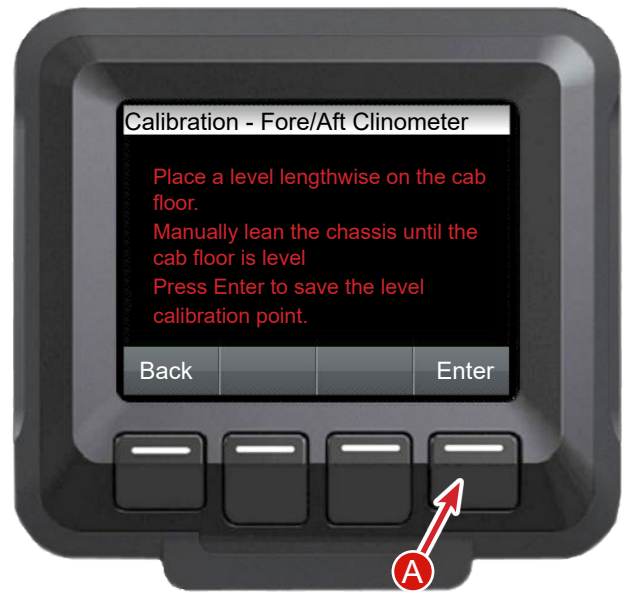 Calibration - Fore/Aft Clinometer
Place a level lengthwise on the cab
floor.
Manually lean the chassis until the
cab floor is level
Press Enter to save the level
calibration point.
Back Enter
A